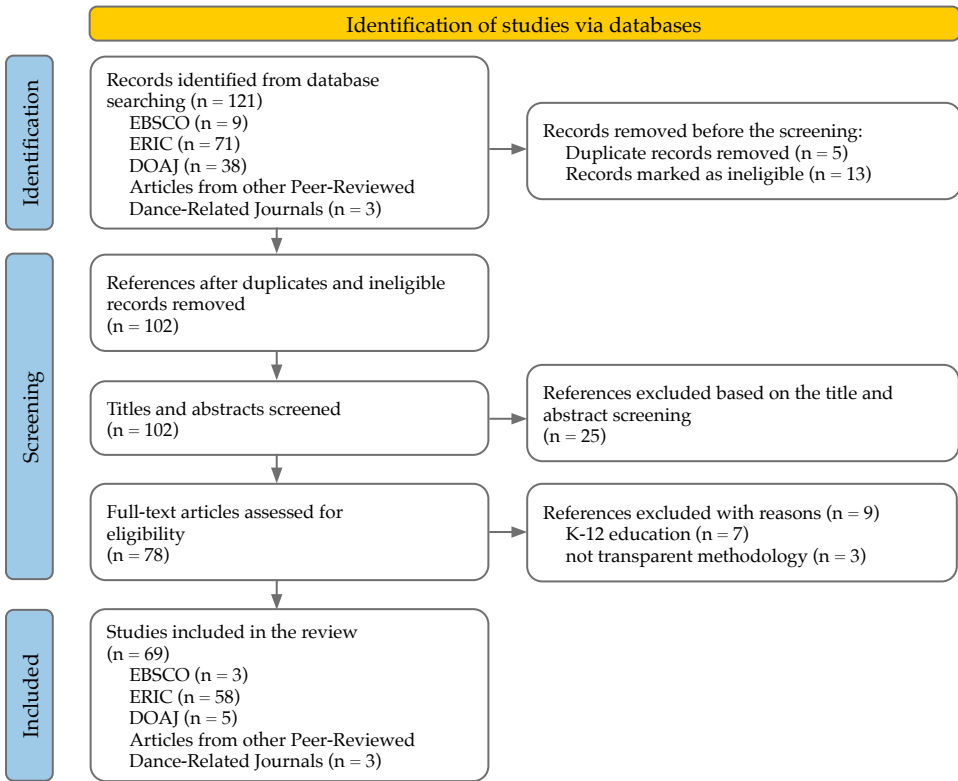 Identification of studies via databases
Identification
Records identified from database
searching (n = 121)
EBSCO (n = 9)
ERIC (n = 71)
DOAJ (n = 38)
Articles from other Peer-Reviewed
Dance-Related Journals (n = 3)
Records removed before the screening:
Duplicate records removed (n = 5)
Records marked as ineligible (n = 13)
Screening
References after duplicates and ineligible
records removed
(n = 102)
Titles and abstracts screened
(n = 102)
References excluded based on the title and
abstract screening
(n = 25)
Full-text articles assessed for
eligibility
(n = 78)
References excluded with reasons (n = 9)
K-12 education (n = 7)
not transparent methodology (n = 3)
Included
Studies included in the review
(n = 69)
EBSCO (n = 3)
ERIC (n = 58)
DOAJ (n = 5)
Articles from other Peer-Reviewed
Dance-Related Journals (n = 3)